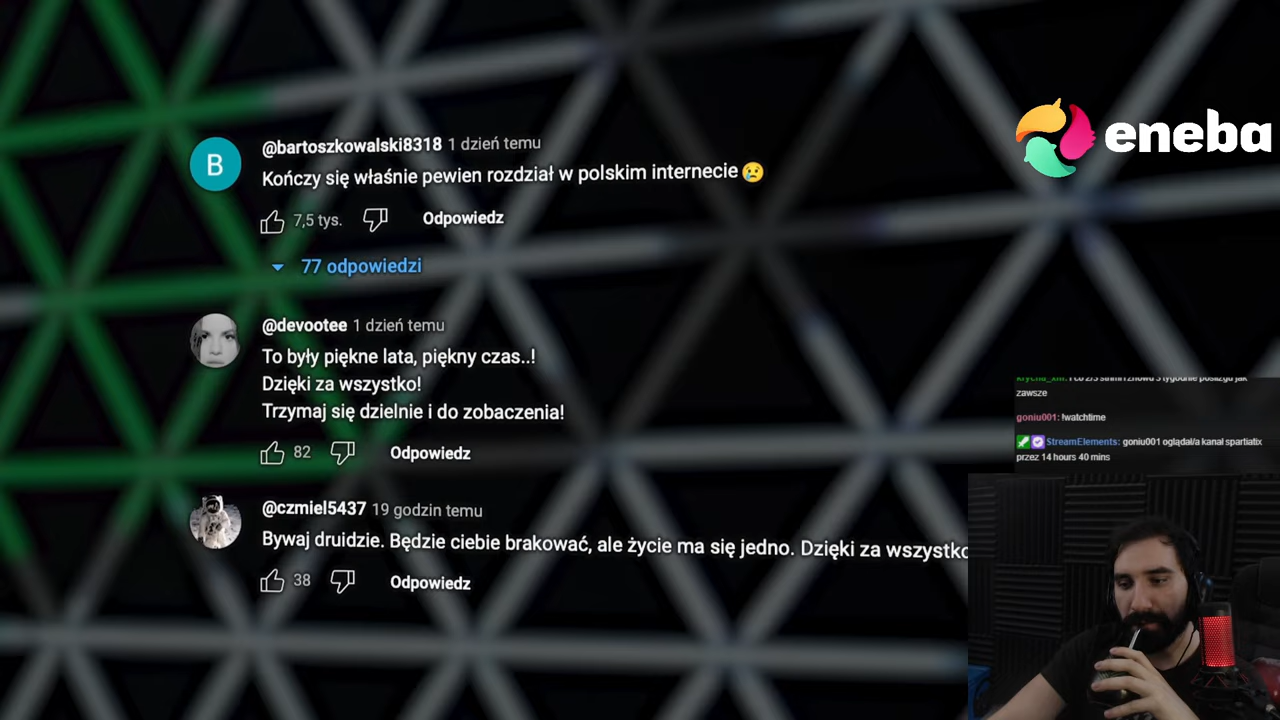 @bartoszkowalski8318 1 dzień temu
Kończy się właśnie pewien rozdział w polskim internecie😢
7,5 tys. Odpowiedz
77 odpowiedzi
@devootee 1 dzień temu
To były piękne lata, piękny czas..!
Dzięki za wszystko!
Trzymaj się dzielnie i do zobaczenia!
82 Odpowiedz
@czmiel5437 19 godzin temu
Bywaj druidzie. Będzie ciebie brakować, ale życie ma się jedno. Dzięki za wszystko
38 Odpowiedz
B
eneba
zawsze
goniu001: !watchtime
StreamElements: goniu001 oglądał/a kanał spartiatix
przez 14 hours 40 mins